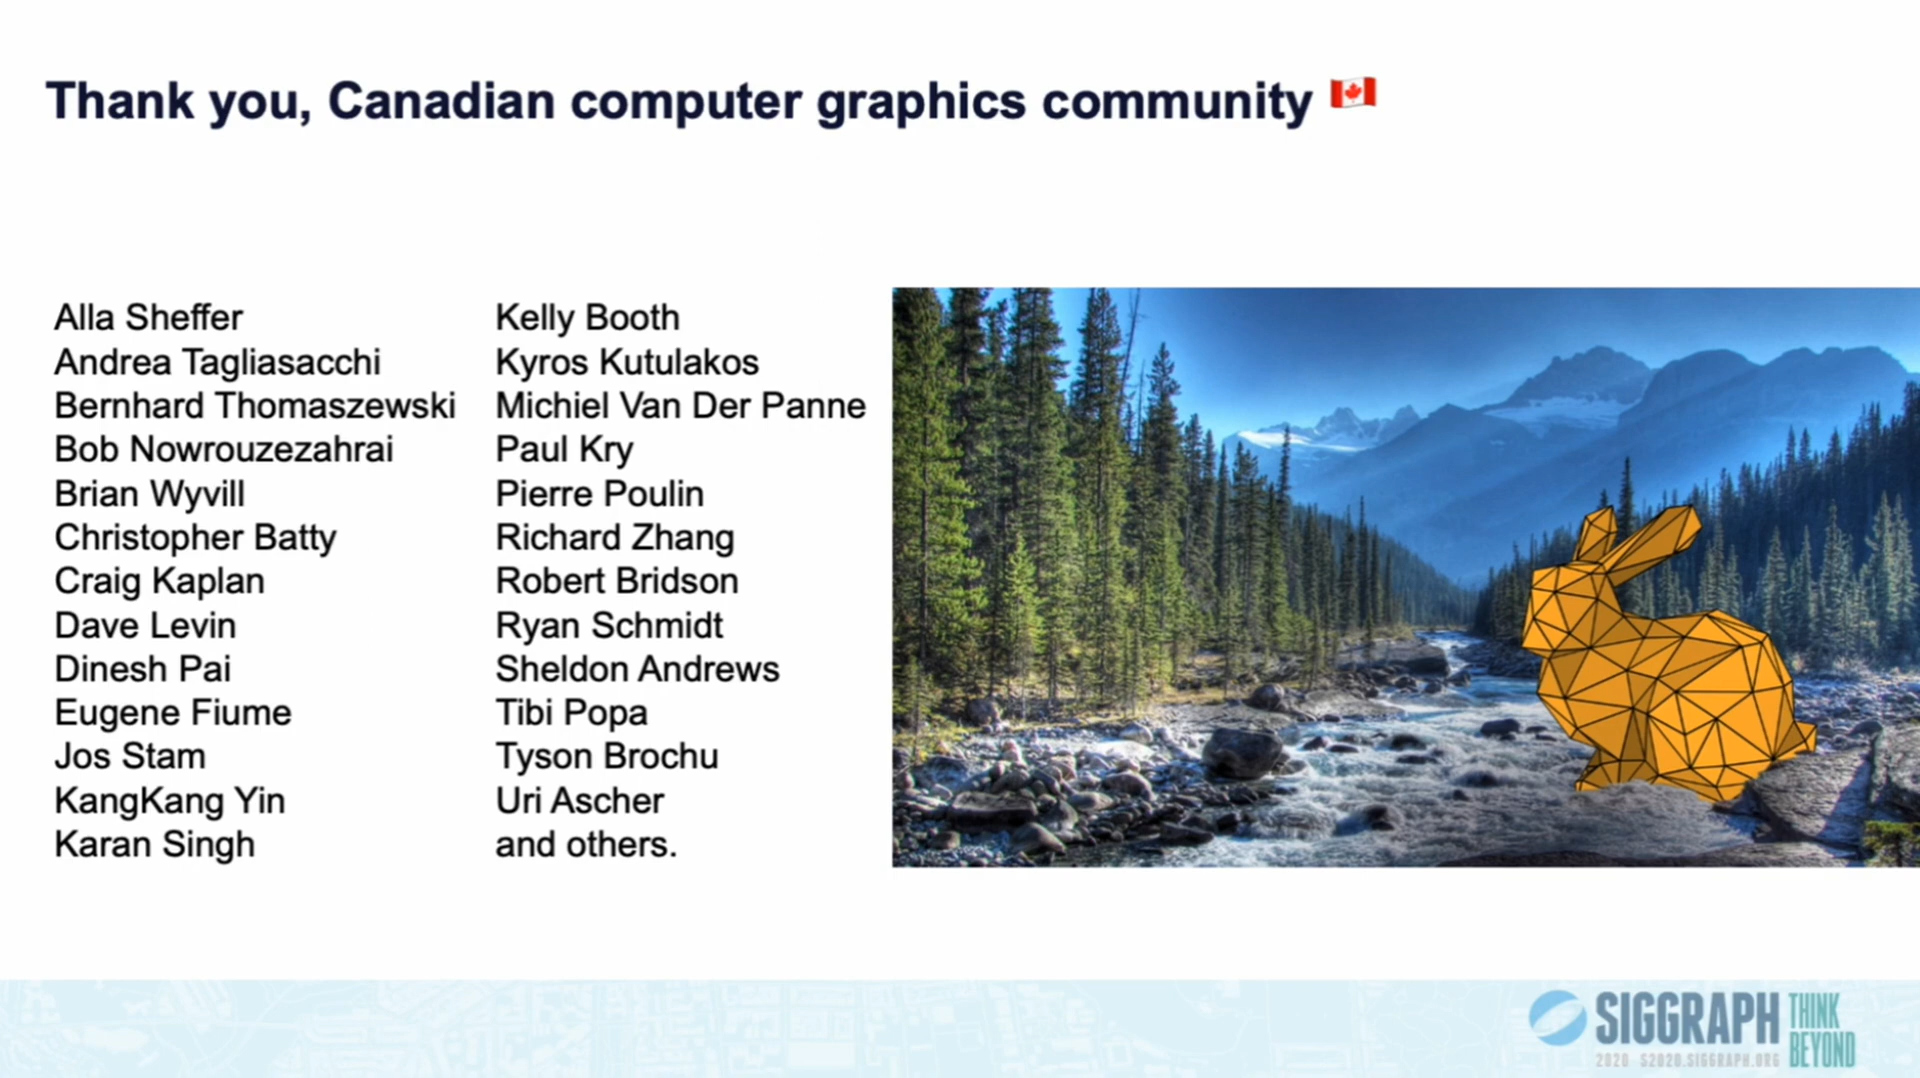 Thank you, Canadian computer graphics community
Alla Sheffer
Andrea Tagliasacchi
Bernhard Thomaszewski
Bob Nowrouzezahrai
Brian Wyvill
Christopher Batty
Craig Kaplan
Dave Levin
Dinesh Pai
Eugene Fiume
Jos Stam
KangKang Yin
Karan Singh
Kelly Booth
Kyros Kutulakos
Michiel Van Der Panne
Paul Kry
Pierre Poulin
Richard Zhang
Robert Bridson
Ryan Schmidt
Sheldon Andrews
Tibi Popa
Tyson Brochu
Uri Ascher
and others.
SIGGRAPH
2020 S2020.SIGGRAPH.ORG
THINK
BEYOND